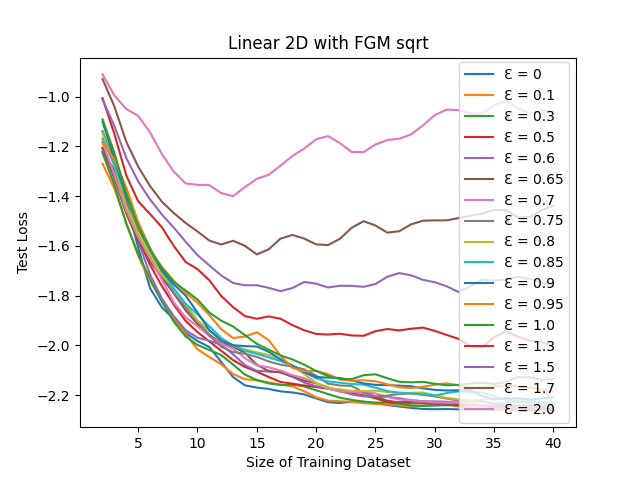 Linear 2D with FGM sqrt
Test Loss
−1.0
−1.2
−1.4
−1.6
−1.8
−2.0
−2.2
5
10
15
20
25
30
35
40
Size of Training Dataset
Ɛ = 0
Ɛ = 0.1
Ɛ = 0.3
Ɛ = 0.5
Ɛ = 0.6
Ɛ = 0.65
Ɛ = 0.7
Ɛ = 0.75
Ɛ = 0.8
Ɛ = 0.85
Ɛ = 0.9
Ɛ = 0.95
Ɛ = 1.0
Ɛ = 1.3
Ɛ = 1.5
Ɛ = 1.7
Ɛ = 2.0